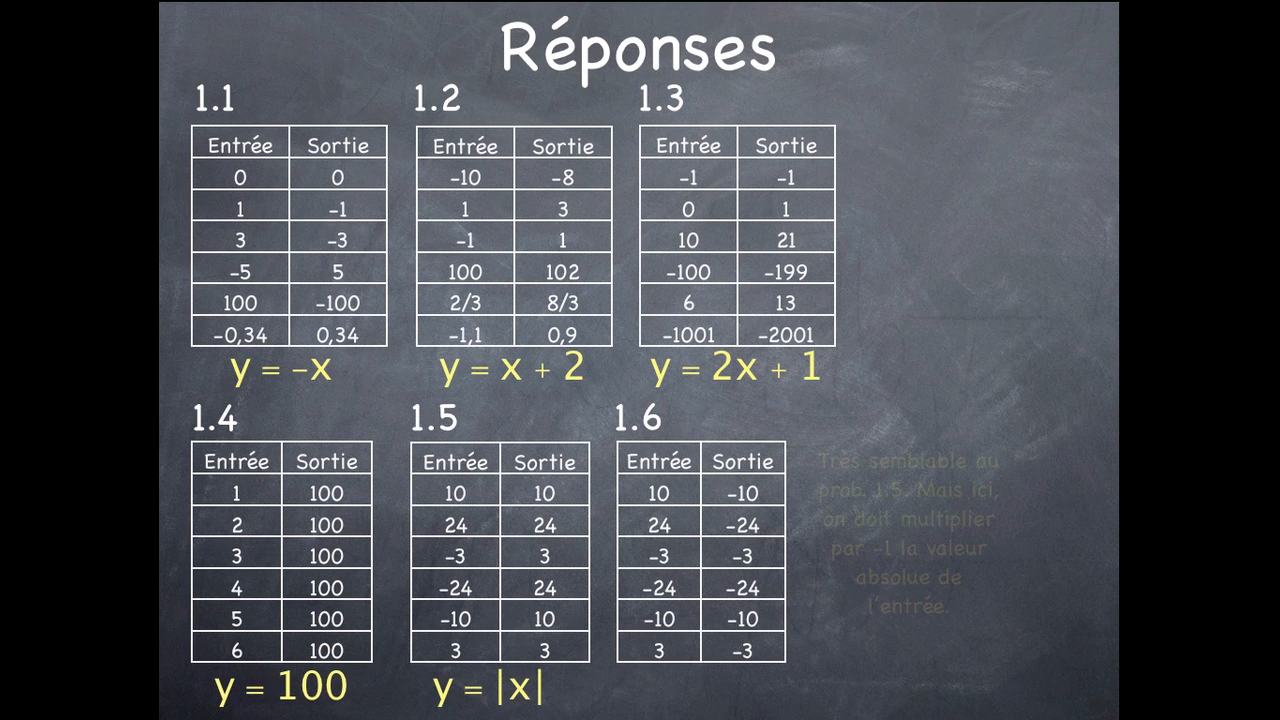 Réponses
1.1 1.2 1.3
Entrée Sortie Entrée Sortie Entrée Sortie
0 0 -10 -8 -1 -1
1 -1 1 3 0 1
3 -3 -1 1 10 21
-5 5 100 102 -100 -199
100 -100 2/3 8/3 6 13
-0,34 0,34 -1,1 0,9 -1001 -2001
y = -x y = x + 2 y = 2x + 1
1.4 1.5 1.6
Entrée Sortie Entrée Sortie Entrée Sortie
1 100 10 10 10 -10
2 100 24 24 24 -24
3 100 -3 3 -3 -3
4 100 -24 24 -24 -24
5 100 -10 10 -10 -10
6 100 3 3 3 -3
y = 100 y = |x|
Très semblable au
prob. 1.5. Mais ici,
on doit multiplier
par -1 la valeur
absolue de
l'entrée.